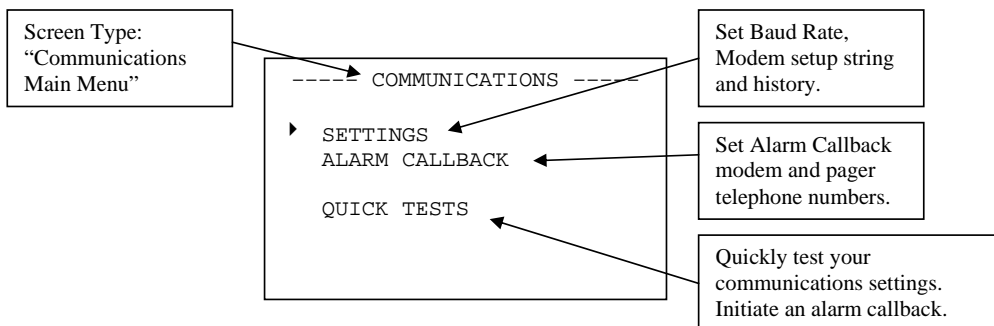 Screen Type:
“Communications
Main Menu”
----- COMMUNICATIONS -----
SETTINGS
ALARM CALLBACK
QUICK TESTS
Set Baud Rate,
Modem setup string
and history.
Set Alarm Callback
modem and pager
telephone numbers.
Quickly test your
communications settings.
Initiate an alarm callback.